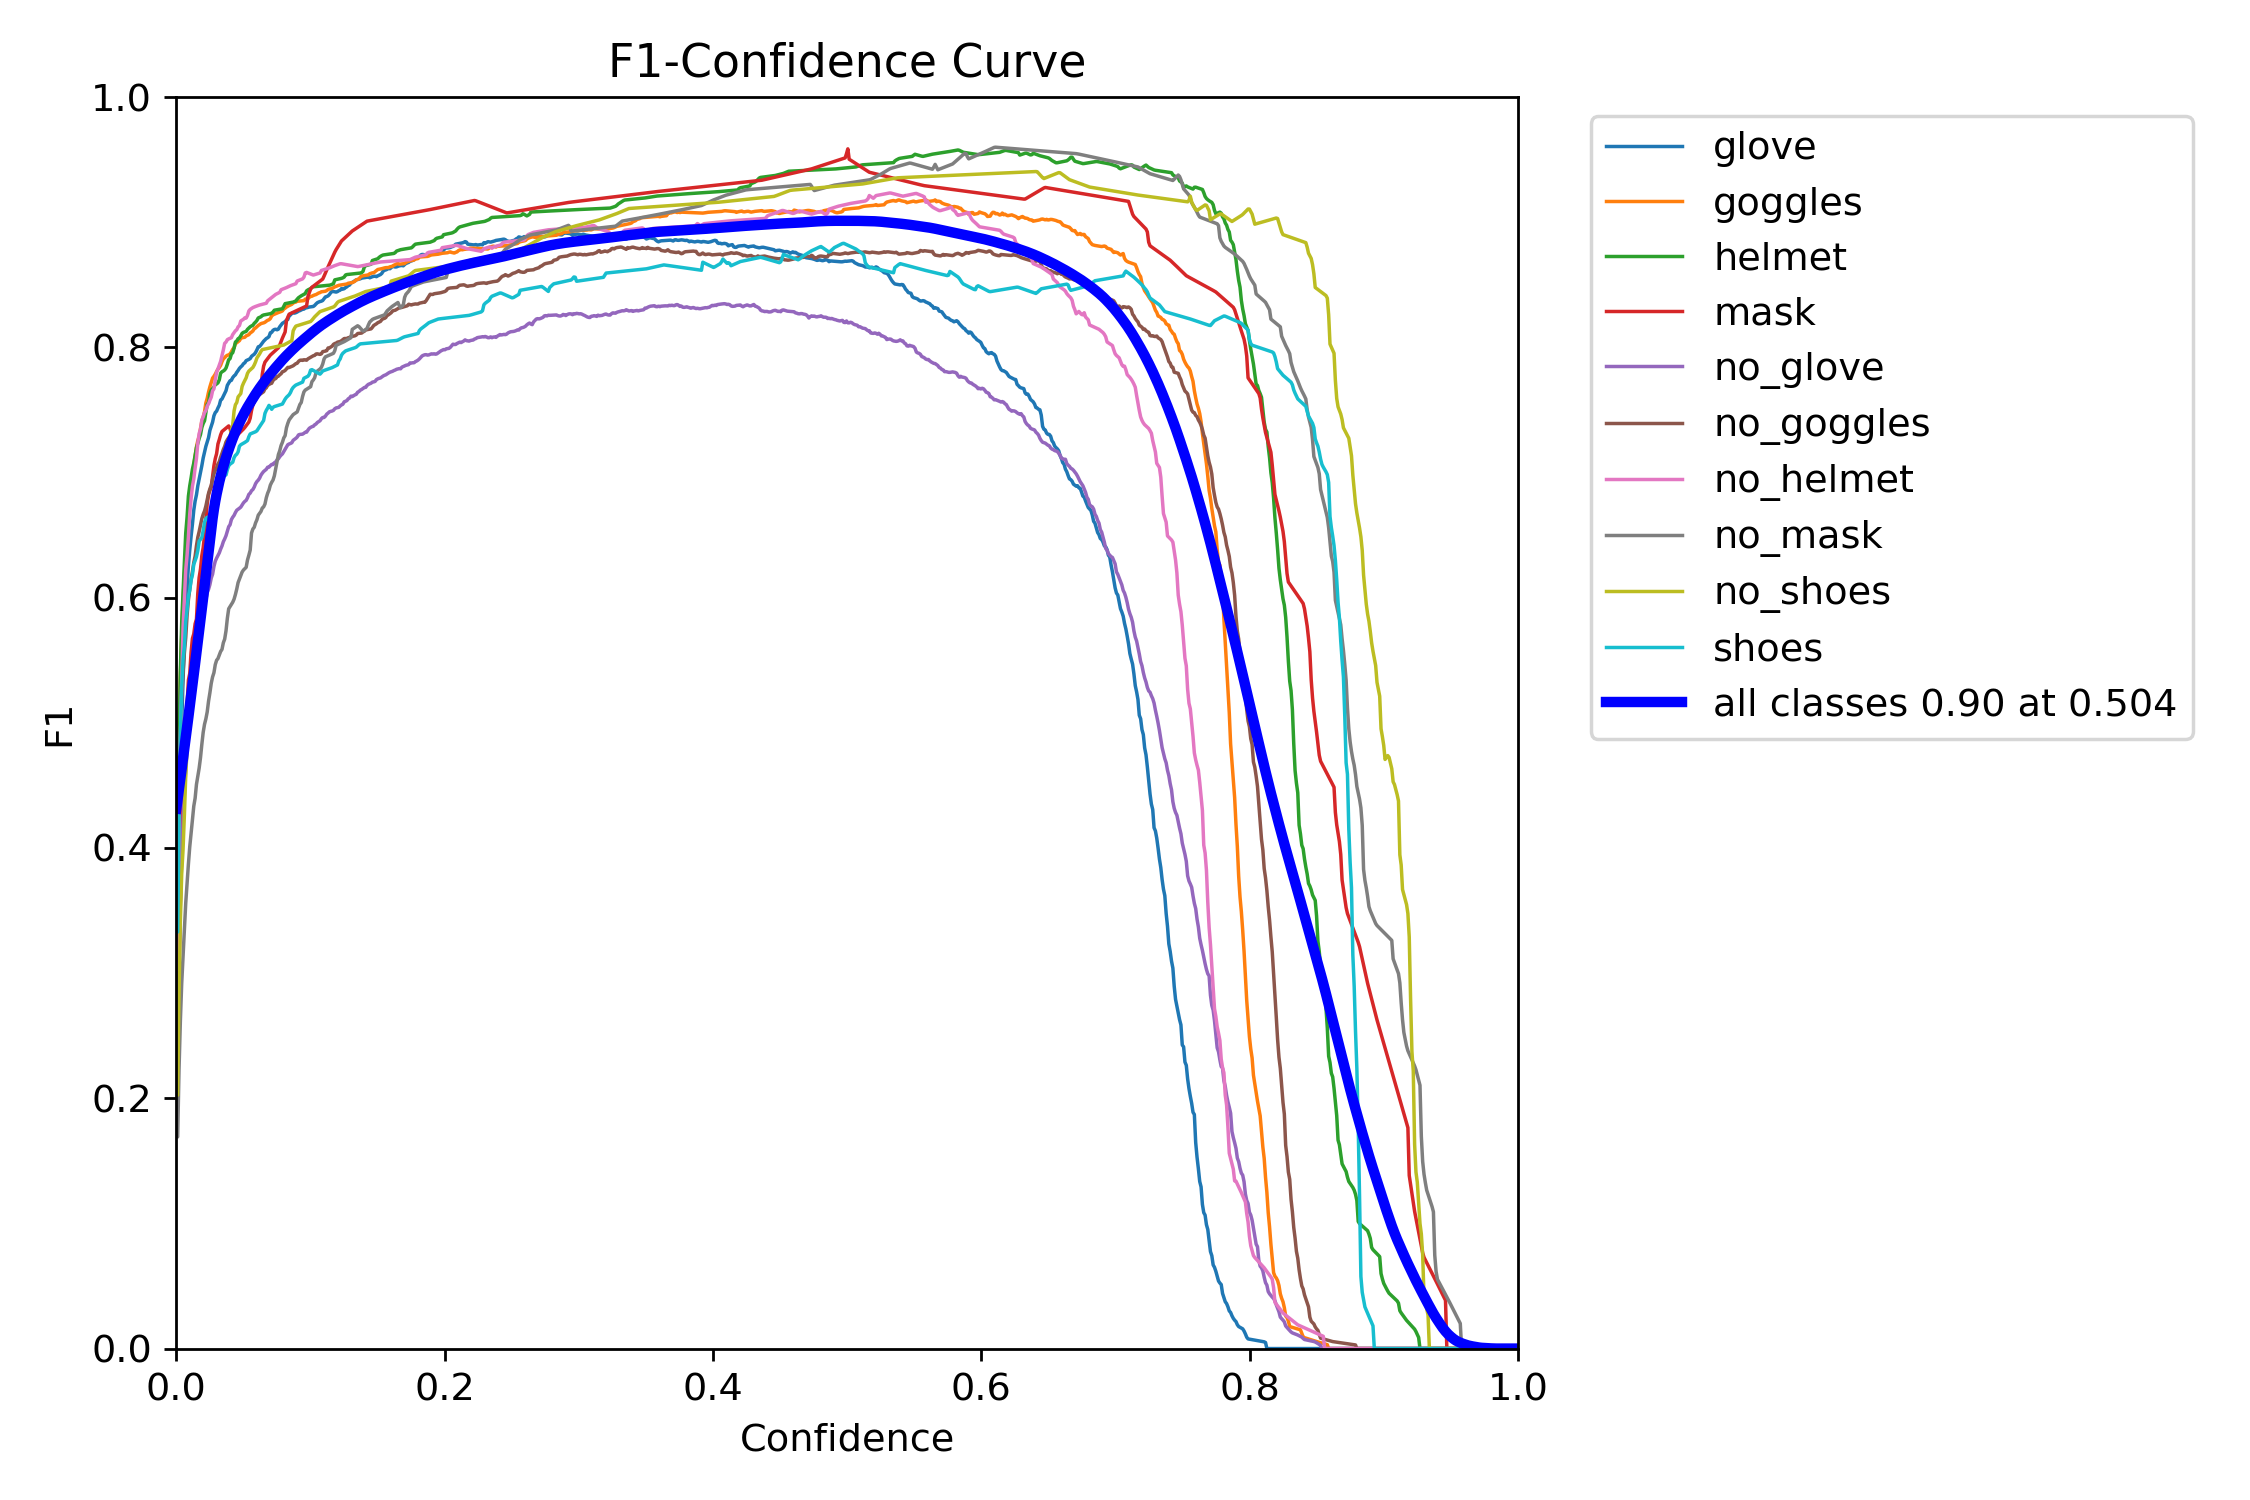 F1-Confidence Curve
1.0
0.8
0.6
0.4
0.2
0.0
F1
0.0 0.2 0.4 0.6 0.8 1.0
Confidence
glove
goggles
helmet
mask
no_glove
no_goggles
no_helmet
no_mask
no_shoes
shoes
all classes 0.90 at 0.504